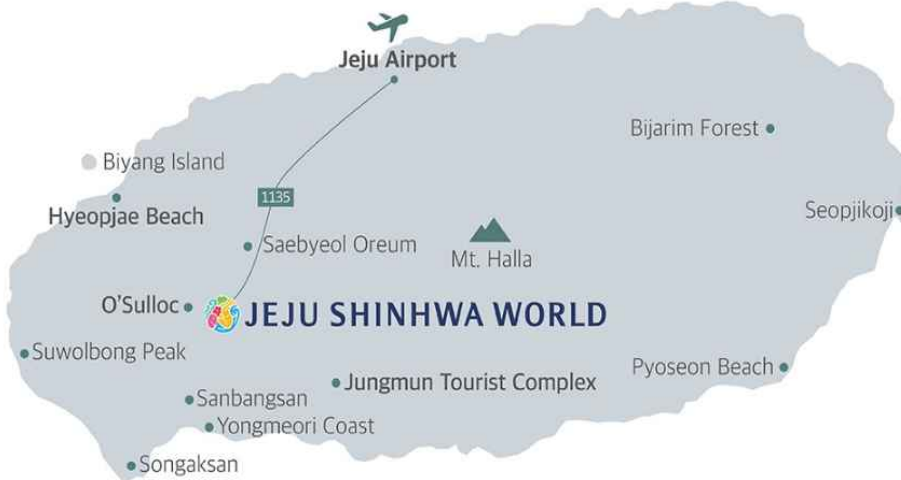 Jeju Airport
Bijarim Forest
Biyang Island
1135
Hyeopjae Beach
Seopjikoji
Saebyeol Oreum
Mt. Halla
O'Sulloc
JEJU SHINHWA WORLD
Suwolbong Peak
Pyoseon Beach
Jungmun Tourist Complex
Sanbangsan
Yongmeori Coast
Songaksan